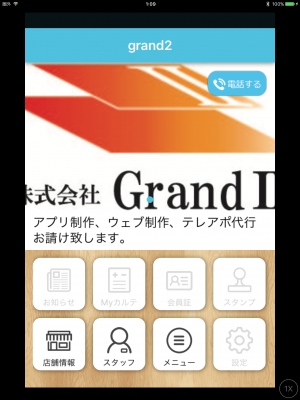 圏外 1:09 100%
grand2
電話する
株式会社 Grand D
アプリ制作、ウェブ制作、テレアポ代行
お請け致します。
お知らせ Myカルテ 会員証 スタンプ
店舗情報 スタッフ メニュー 設定
1X